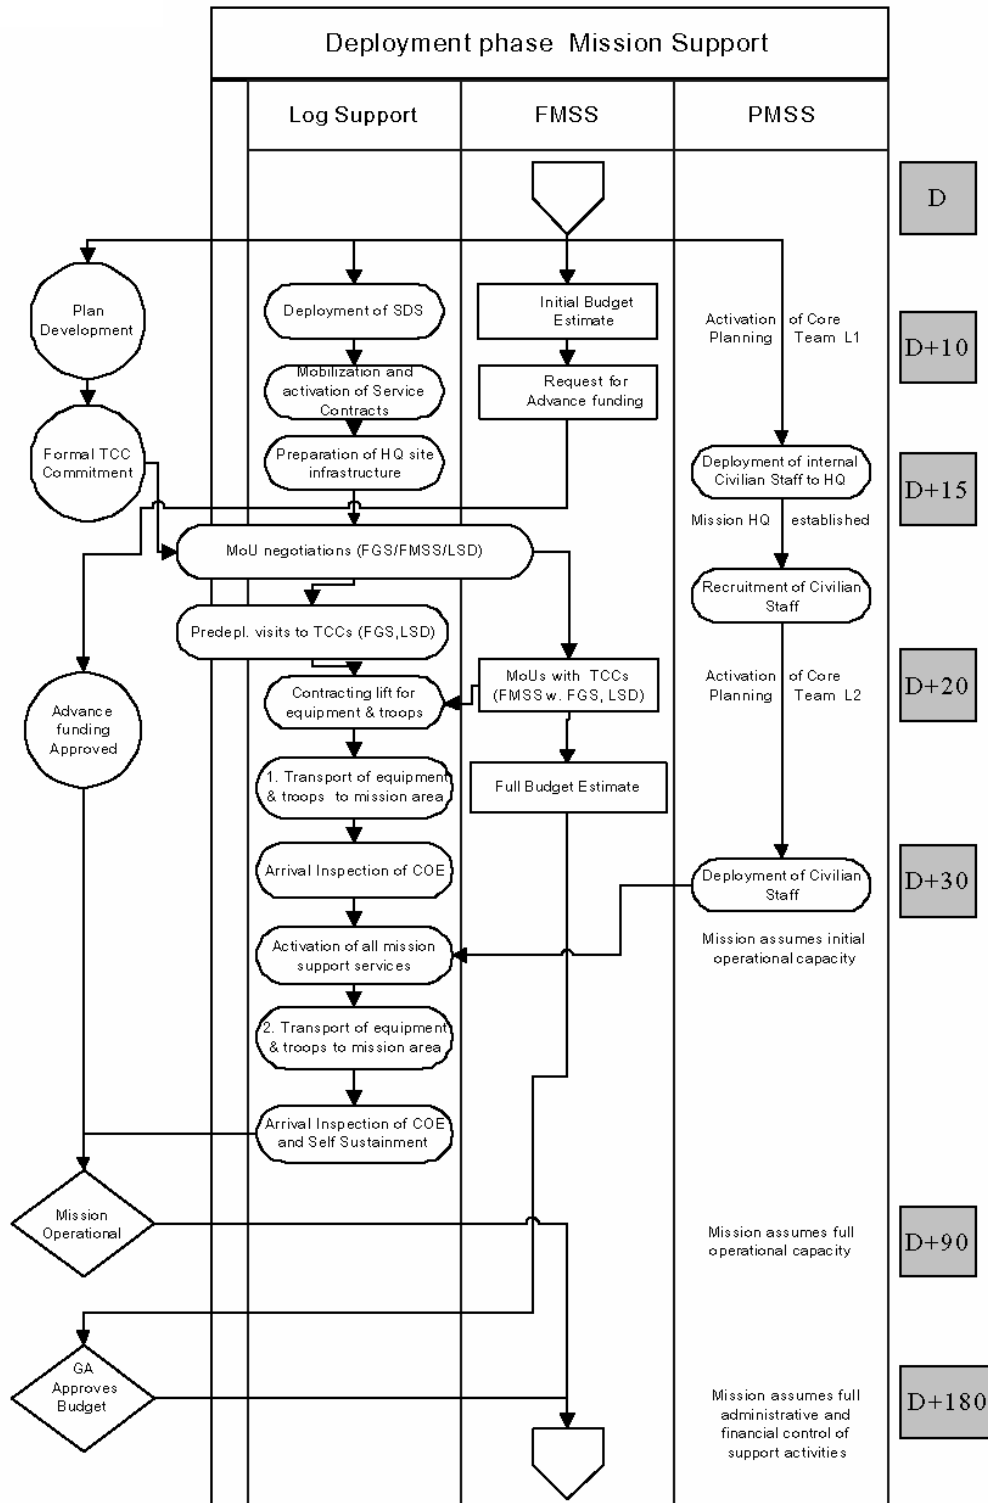 Deployment phase Mission Support
Log Support
FMSS
PMSS
D
Plan
Development
Deployment of SDS
Initial Budget
Estimate
Activation of Core
Planning Team L1
D+10
Mobilization and
activation of Service
Contracts
Request for
Advance funding
Formal TCC
Commitment
Preparation of HQ site
infrastructure
Deployment of internal
Civilian Staff to HQ
D+15
Mission HQ established
MoU negotiations (FGS/FMSS/LSD)
Recruitment of Civilian
Staff
Predepl. visits to TCCs (FGS,LSD)
Contracting lift for
equipment & troops
MoUs with TCCs
(FMSS w. FGS, LSD)
Activation of Core
Planning Team L2
D+20
Advance
funding
Approved
1. Transport of equipment
& troops to mission area
Full Budget Estimate
Arrival Inspection of COE
Deployment of Civilian
Staff
D+30
Activation of all mission
support services
Mission assumes initial
operational capacity
2. Transport of equipment
& troops to mission area
Arrival Inspection of COE
and Self Sustainment
Mission
Operational
Mission assumes full
operational capacity
D+90
GA
Approves
Budget
Mission assumes full
administrative and
financial control of
support activities
D+180